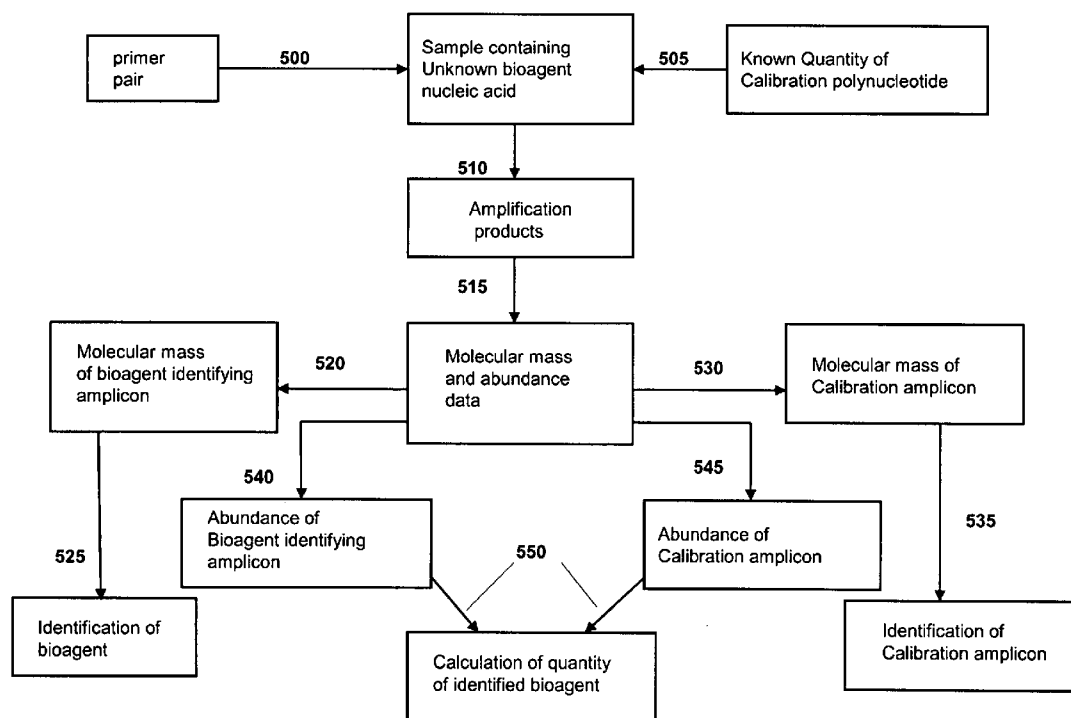 primer
pair
500
Sample containing
Unknown bioagent
nucleic acid
505
Known Quantity of
Calibration polynucleotide
510
Amplification
products
515
Molecular mass
of bioagent identifying
amplicon
520
Molecular mass
and abundance
data
530
Molecular mass of
Calibration amplicon
540
545
525
Abundance of
Bioagent identifying
amplicon
550
Abundance of
Calibration amplicon
535
Identification of
bioagent
Calculation of quantity
of identified bioagent
Identification of
Calibration amplicon